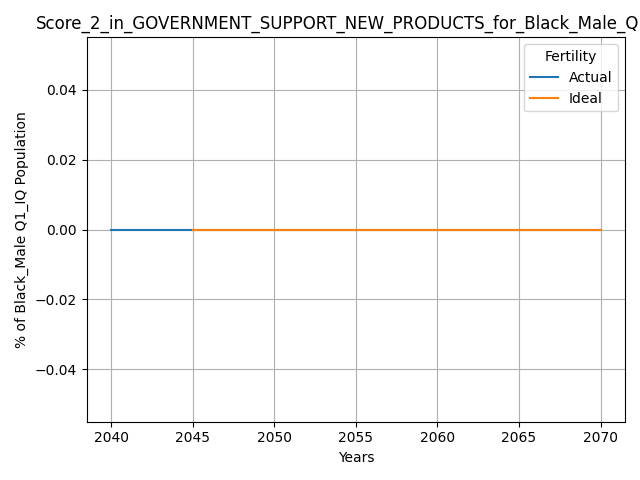 Score_2_in_GOVERNMENT_SUPPORT_NEW_PRODUCTS_for_Black_Male_Q
Fertility
Actual
Ideal
% of Black_Male Q1_IQ Population
0.04
0.02
0.00
−0.02
−0.04
2040 2045 2050 2055 2060 2065 2070
Years